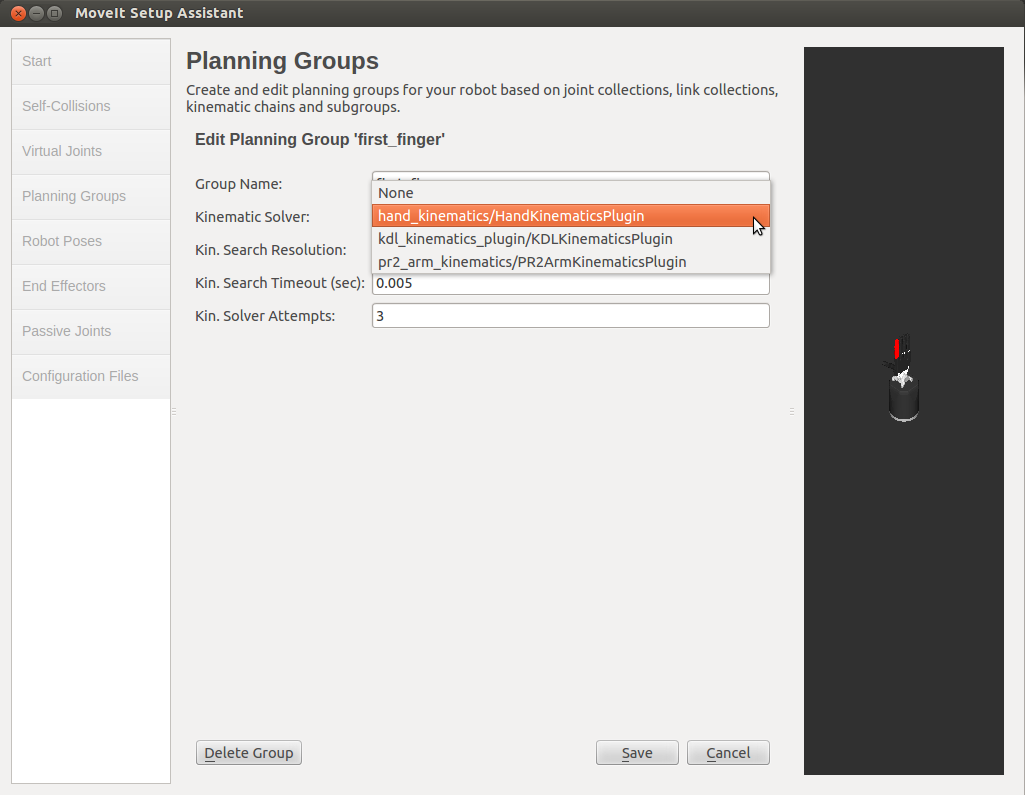 MoveIt Setup Assistant
Start
Self-Collisions
Virtual Joints
Planning Groups
Robot Poses
End Effectors
Passive Joints
Configuration Files
Planning Groups
Create and edit planning groups for your robot based on joint collections, link collections,
kinematic chains and subgroups.
Edit Planning Group 'first_finger'
Group Name:
None
Kinematic Solver:
hand_kinematics/HandKinematicsPlugin
kdl_kinematics_plugin/KDLKinematicsPlugin
Kin. Search Resolution:
pr2_arm_kinematics/PR2ArmKinematicsPlugin
Kin. Search Timeout (sec): 0.005
Kin. Solver Attempts: 3
Delete Group
Save
Cancel